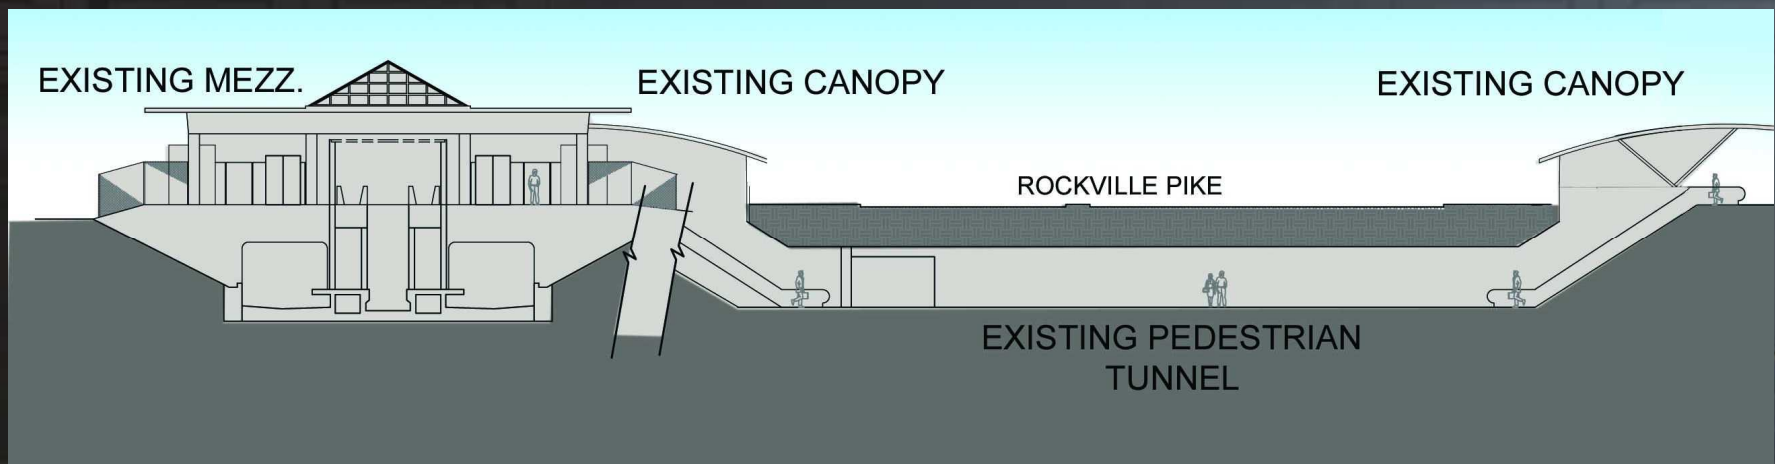 EXISTING MEZZ.
EXISTING CANOPY
EXISTING CANOPY
ROCKVILLE PIKE
EXISTING PEDESTRIAN
TUNNEL